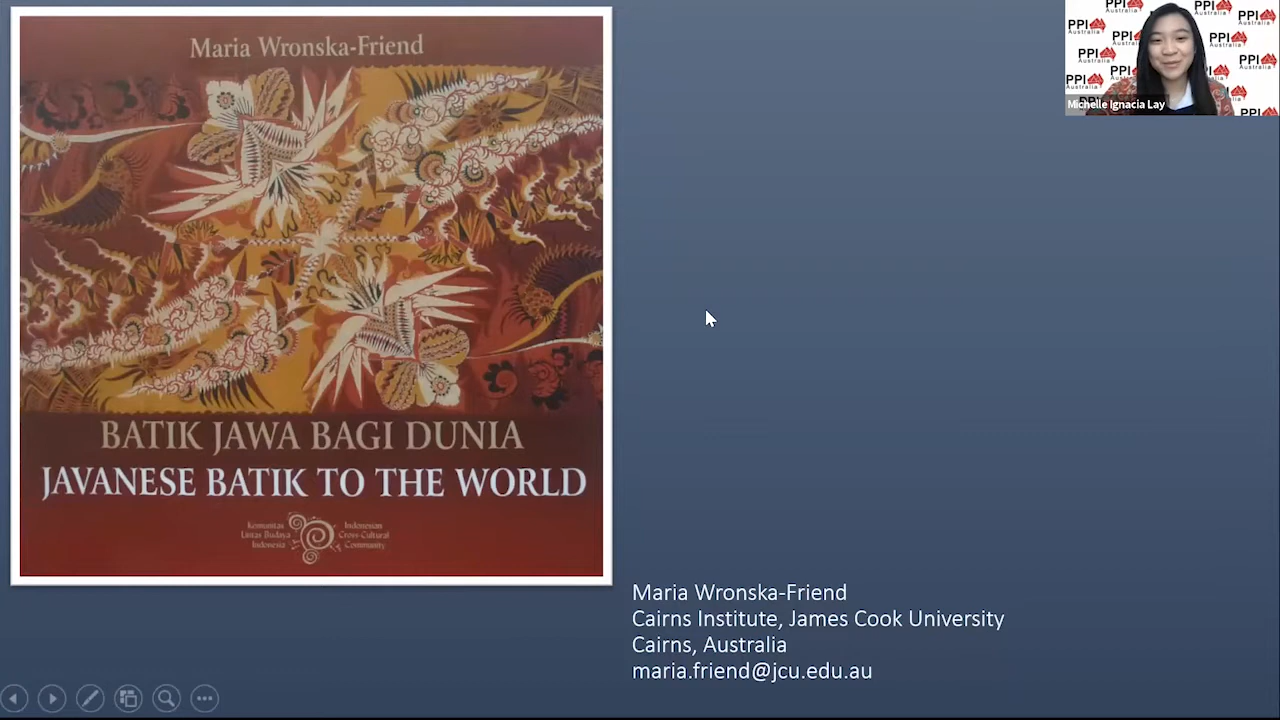 Maria Wronska-Friend
BATIK JAWA BAGI DUNIA
JAVANESE BATIK TO THE WORLD
Komunitas
Lintas Budaya
Indonesia
Indonesian
Cross-Cultural
Community
Maria Wronska-Friend
Cairns Institute, James Cook University
Cairns, Australia
maria.friend@jcu.edu.au
PPI Australia
Michelle Ignacia Lay